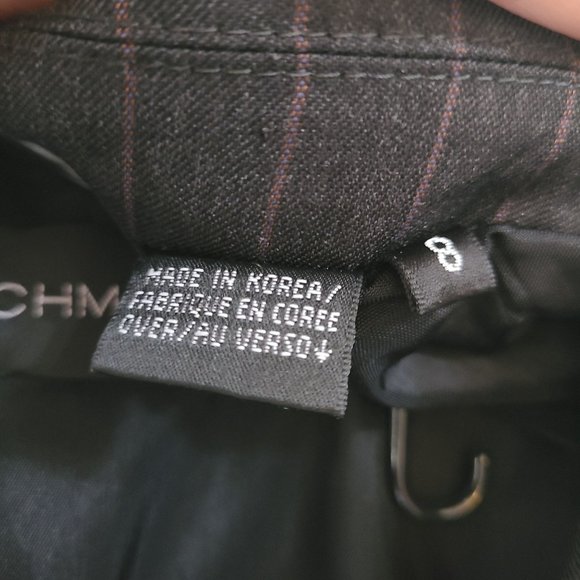 CHM
MADE IN KOREA/
FABRIQUE EN COREE
OVER/AU VERSO↓
8